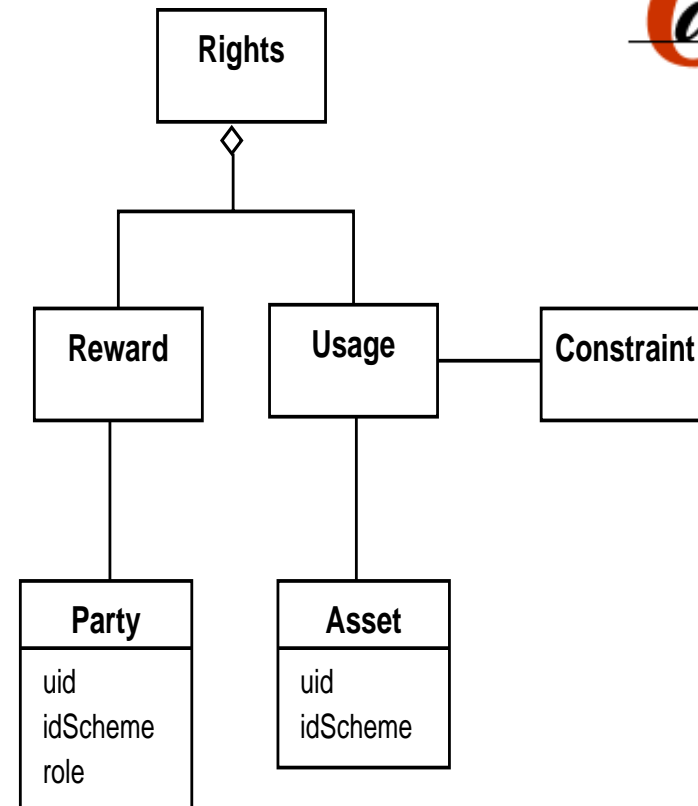 Rights
Reward
Usage
Constraint
Party
uid
idScheme
role
Asset
uid
idScheme